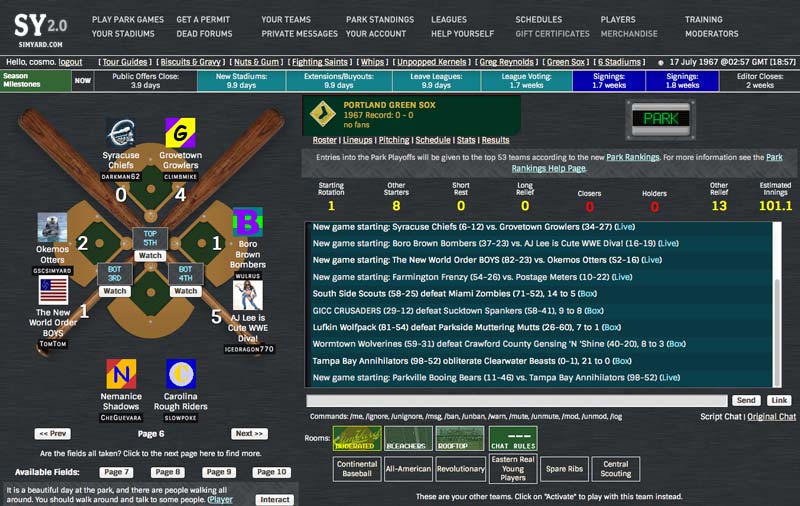 SY 2.0
SIMYARD.COM
PLAY PARK GAMES GET A PERMIT YOUR TEAMS PARK STANDINGS LEAGUES SCHEDULES PLAYERS TRAINING
YOUR STADIUMS DEAD FORUMS PRIVATE MESSAGES YOUR ACCOUNT HELP YOURSELF GIFT CERTIFICATES MERCHANDISE MODERATORS
Hello, cosmo. logout [ Tour Guides ] [ Biscuits & Gravy ] [ Nuts & Gum ] [ Fighting Saints ] [ Whips ] [ Unpopped Kernels ] [ Greg Reynolds ] [ Green Sox ] [ 6 Stadiums ] 17 July 1967 @02:57 GMT (18:57)
Season Milestones
NOW
Public Offers Close: 3.9 days
New Stadiums: 9.9 days
Extensions/Buyouts: 9.9 days
Leave Leagues: 9.9 days
League Voting: 1.7 weeks
Signings: 1.7 weeks
Signings: 1.8 weeks
Editor Closes: 2 weeks
Syracuse Chiefs
DARKMAN62
0
Grovetown Growlers
CLIMBMIKE
4
Okemos Otters
GSCSIMYARD
2
TOP 5TH
Watch
1
Boro Brown Bombers
WULRUS
BOT 3RD
Watch
BOT 4TH
Watch
The New World Order BOYS
TOMTOM
1
5
AJ Lee is Cute WWE Diva!
ICEDRAGON770
Nemanice Shadows
CHEGUEVARA
Carolina Rough Riders
SLOWPOKE
<< Prev Page 6 Next >>
Are the fields all taken? Click to the next page here to find more.
Available Fields: Page 7 Page 8 Page 9 Page 10
It is a beautiful day at the park, and there are people walking all
around. You should walk around and talk to some people. (Player
Interact
PORTLAND GREEN SOX
1967 Record: 0 - 0
no fans
PARK
Roster | Lineups | Pitching | Schedule | Stats | Results
Entries into the Park Playoffs will be given to the top 53 teams according to the new Park Rankings. For more information see the Park
Rankings Help Page.
Starting Rotation 1
Other Starters 8
Short Rest 0
Long Relief 0
Closers 0
Holders 0
Other Relief 13
Estimated Innings 101.1
New game starting: Syracuse Chiefs (6-12) vs. Grovetown Growlers (34-27) (Live)
New game starting: Boro Brown Bombers (37-23) vs. AJ Lee is Cute WWE Diva! (16-19) (Live)
New game starting: The New World Order BOYS (82-23) vs. Okemos Otters (52-16) (Live)
New game starting: Farmington Frenzy (54-26) vs. Postage Meters (10-22) (Live)
South Side Scouts (58-25) defeat Miami Zombies (71-52), 14 to 5 (Box)
GICC CRUSADERS (29-12) defeat Sucktown Spankers (58-41), 9 to 8 (Box)
Lufkin Wolfpack (81-54) defeat Parkside Muttering Mutts (26-60), 7 to 1 (Box)
Wormtown Wolverines (59-31) defeat Crawford County Gensing 'N 'Shine (40-20), 8 to 3 (Box)
Tampa Bay Annihilators (98-52) obliterate Clearwater Beasts (0-1), 21 to 0 (Box)
New game starting: Parkville Booing Bears (11-46) vs. Tampa Bay Annihilators (98-52) (Live)
Send Link
Commands: /me, /ignore, /unignore, /msg, /ban, /unban, /warn, /mute, /unmute, /mod, /unmod, /log
Script Chat | Original Chat
Rooms: MODERATED BLEACHERS ROOFTOP CHAT RULES
Continental Baseball
All-American
Revolutionary
Eastern Real Young Players
Spare Ribs
Central Scouting
These are your other teams. Click on "Activate" to play with this team instead.